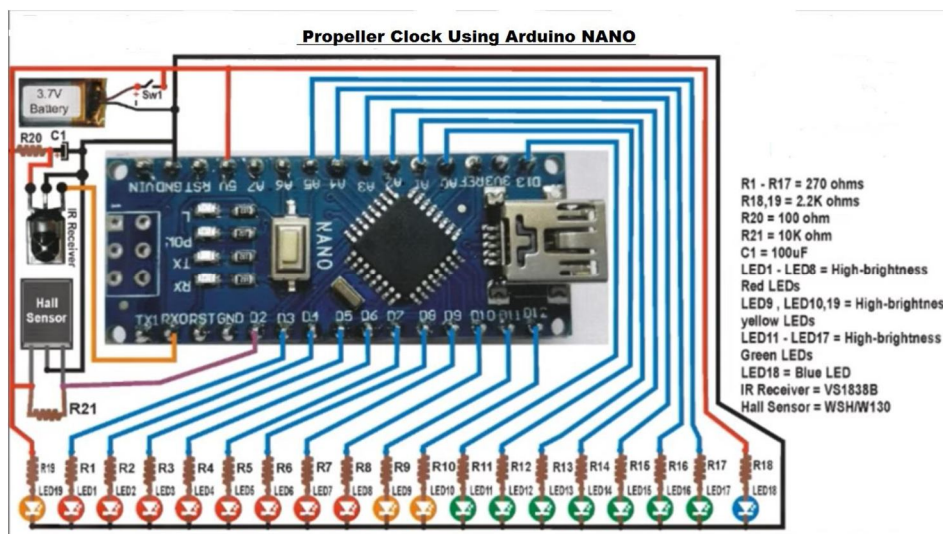 Propeller Clock Using Arduino NANO
3.7V
Battery
Sw1
R20
C1
IR Receiver
Hall
Sensor
R21
VIN
GND
RST
5V
A7
A6
A5
A4
A3
A2
A1
A0
REF
3V3
D13
L
POW
TX
RX
NANO
TX1
RX0
RST
GND
D2
D3
D4
D5
D6
D7
D8
D9
D10
D11
D12
R1 - R17 = 270 ohms
R18,19 = 2.2K ohms
R20 = 100 ohm
R21 = 10K ohm
C1 = 100uF
LED1 - LED8 = High-brightness
Red LEDs
LED9 , LED10,19 = High-brightnes
yellow LEDs
LED11 - LED17 = High-brightness
Green LEDs
LED18 = Blue LED
IR Receiver = VS1838B
Hall Sensor = WSH/W130
R19 R1 R2 R3 R4 R5 R6 R7 R8 R9 R10 R11 R12 R13 R14 R15 R16 R17 R18
LED19 LED1 LED2 LED3 LED4 LED5 LED6 LED7 LED8 LED9 LED10 LED11 LED12 LED13 LED14 LED15 LED16 LED17 LED18